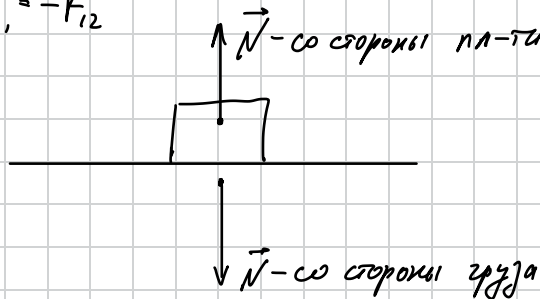 , = -F₁₂
N⃗ - со стороны пл-ти
N⃗ - со стороны груза